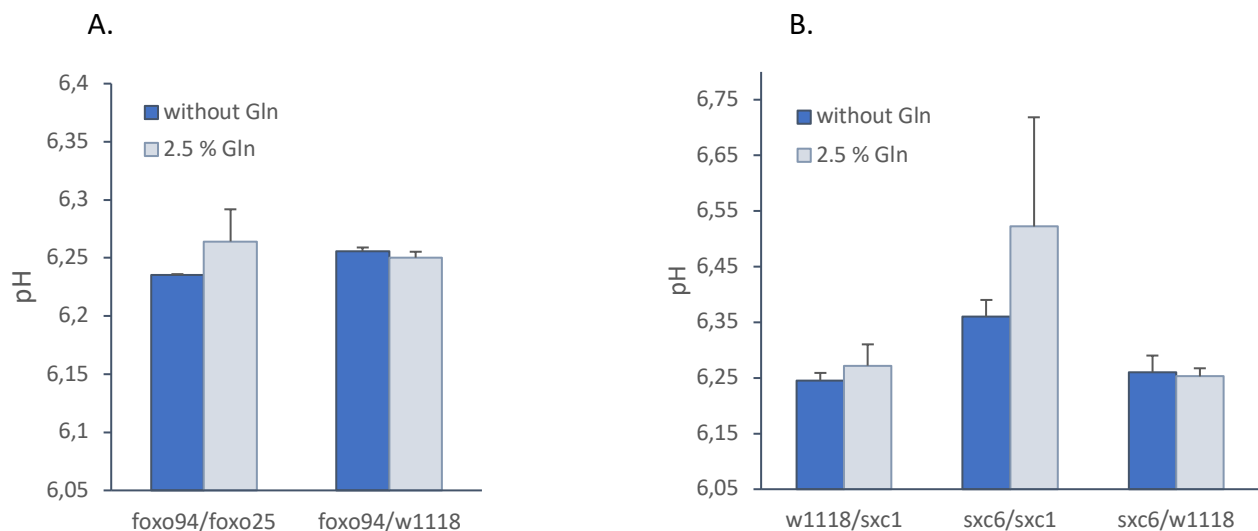 A.
6,4
6,35
6,3
6,25
6,2
6,15
6,1
6,05
pH
without Gln
2.5 % Gln
foxo94/foxo25
foxo94/w1118
B.
6,75
6,65
6,55
6,45
6,35
6,25
6,15
6,05
pH
without Gln
2.5 % Gln
w1118/sxc1
sxc6/sxc1
sxc6/w1118